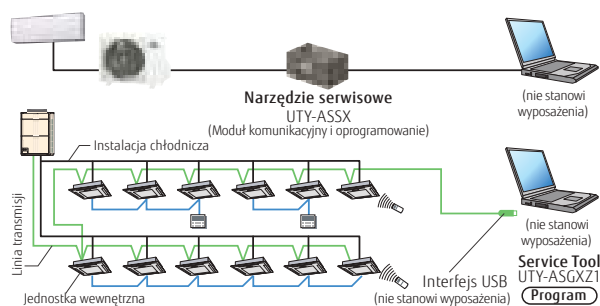 Narzędzie serwisowe
UTY-ASSX
(Moduł komunikacyjny i oprogramowanie)
(nie stanowi
wyposażenia)
Instalacja chłodnicza
Linia transmisji
(nie stanowi
wyposażenia)
Jednostka wewnętrzna
Interfejs USB
(nie stanowi wyposażenia)
Service Tool
UTY-ASGXZ1
Program